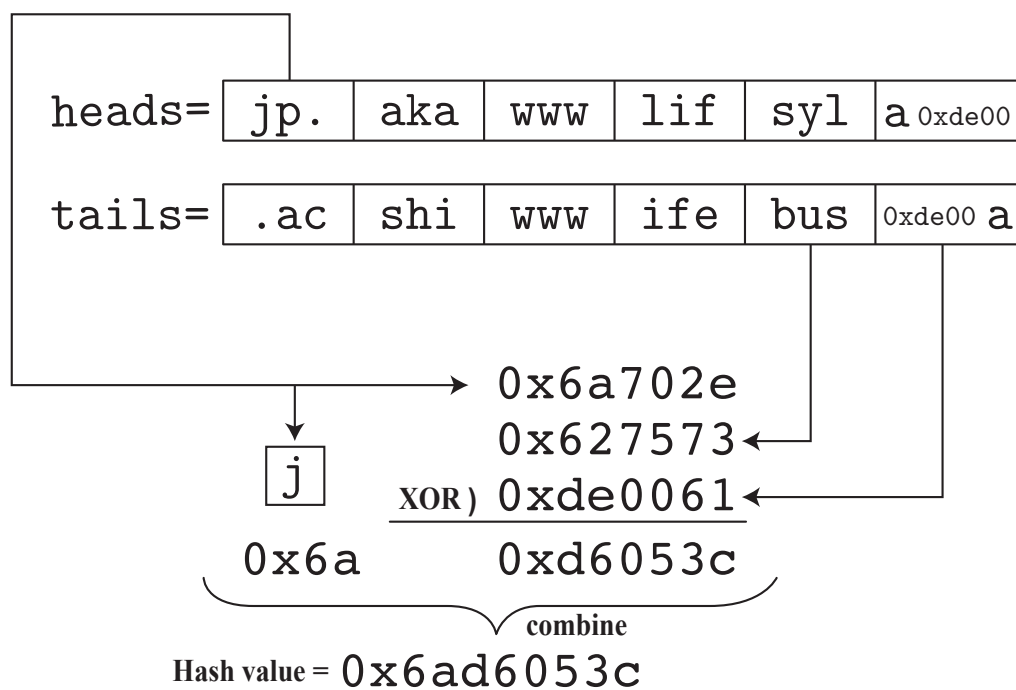 heads= jp. aka www lif syl a 0xde00
tails= .ac shi www ife bus 0xde00 a
0x6a702e
0x627573
j XOR) 0xde0061
0x6a 0xd6053c
combine
Hash value = 0x6ad6053c